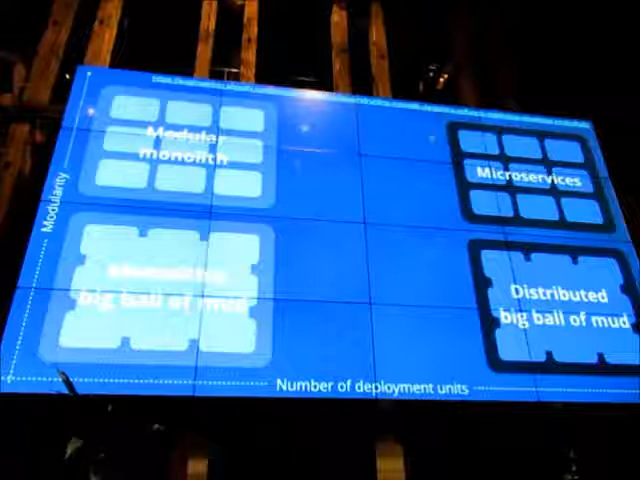 Modular
monolith
Microservices
Modularity
big ball of mud
Distributed
big ball of mud
Number of deployment units